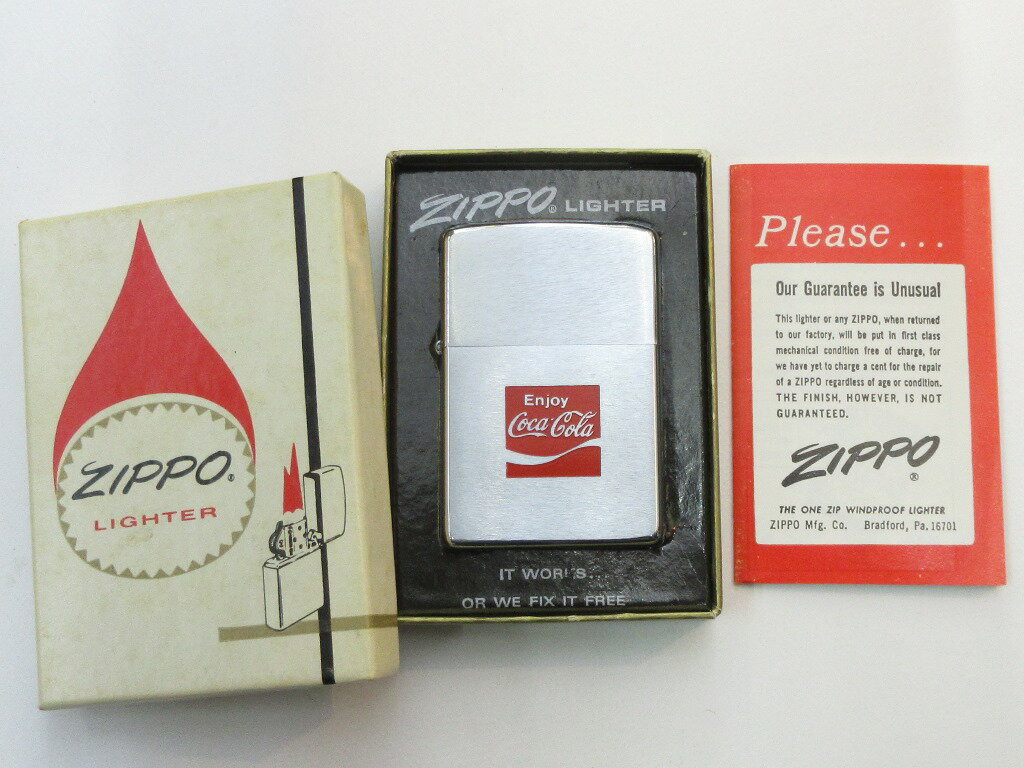 ZIPPO®
LIGHTER
ZIPPO® LIGHTER
Enjoy
Coca-Cola
IT WORKS...
OR WE FIX IT FREE
Please...
Our Guarantee is Unusual
This lighter or any ZIPPO, when returned
to our factory, will be put in first class
mechanical condition free of charge, for
we have yet to charge a cent for the repair
of a ZIPPO regardless of age or condition.
THE FINISH, HOWEVER, IS NOT
GUARANTEED.
ZIPPO
®
THE ONE ZIP WINDPROOF LIGHTER
ZIPPO Mfg. Co. Bradford, Pa. 16701